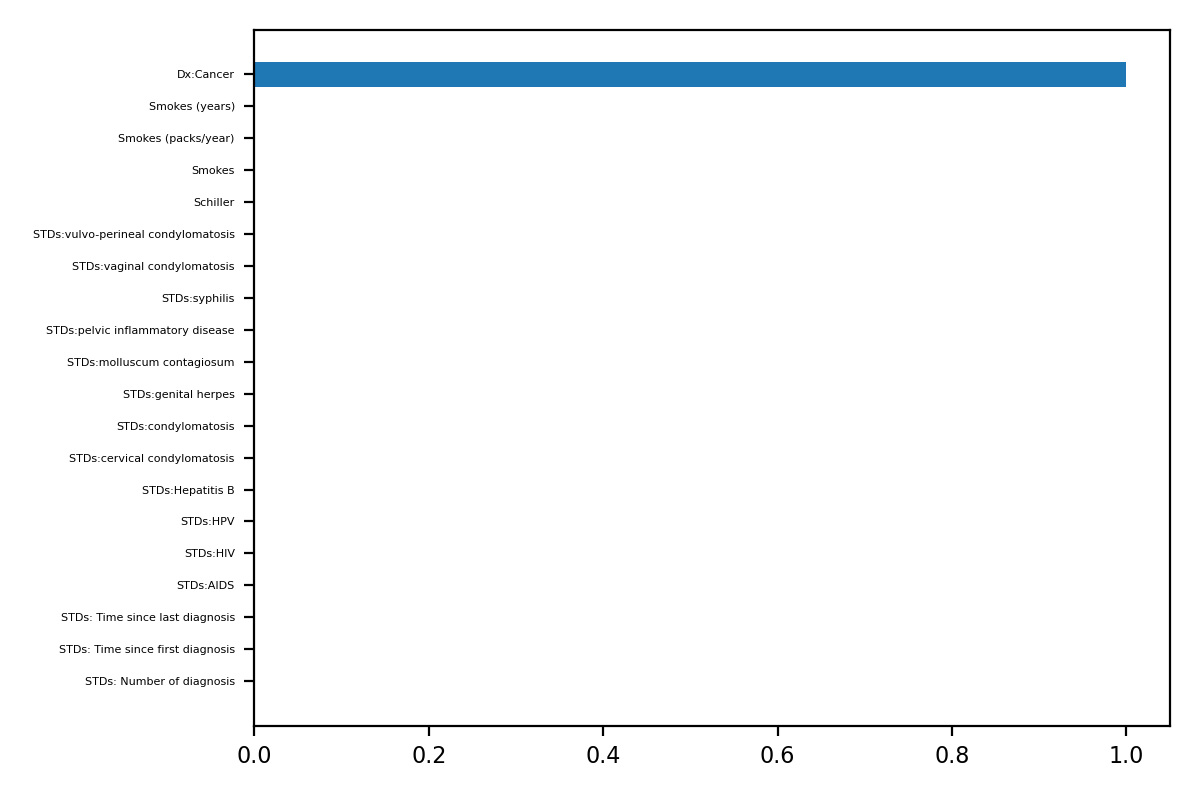 Dx:Cancer
Smokes (years)
Smokes (packs/year)
Smokes
Schiller
STDs:vulvo-perineal condylomatosis
STDs:vaginal condylomatosis
STDs:syphilis
STDs:pelvic inflammatory disease
STDs:molluscum contagiosum
STDs:genital herpes
STDs:condylomatosis
STDs:cervical condylomatosis
STDs:Hepatitis B
STDs:HPV
STDs:HIV
STDs:AIDS
STDs: Time since last diagnosis
STDs: Time since first diagnosis
STDs: Number of diagnosis
0.0 0.2 0.4 0.6 0.8 1.0